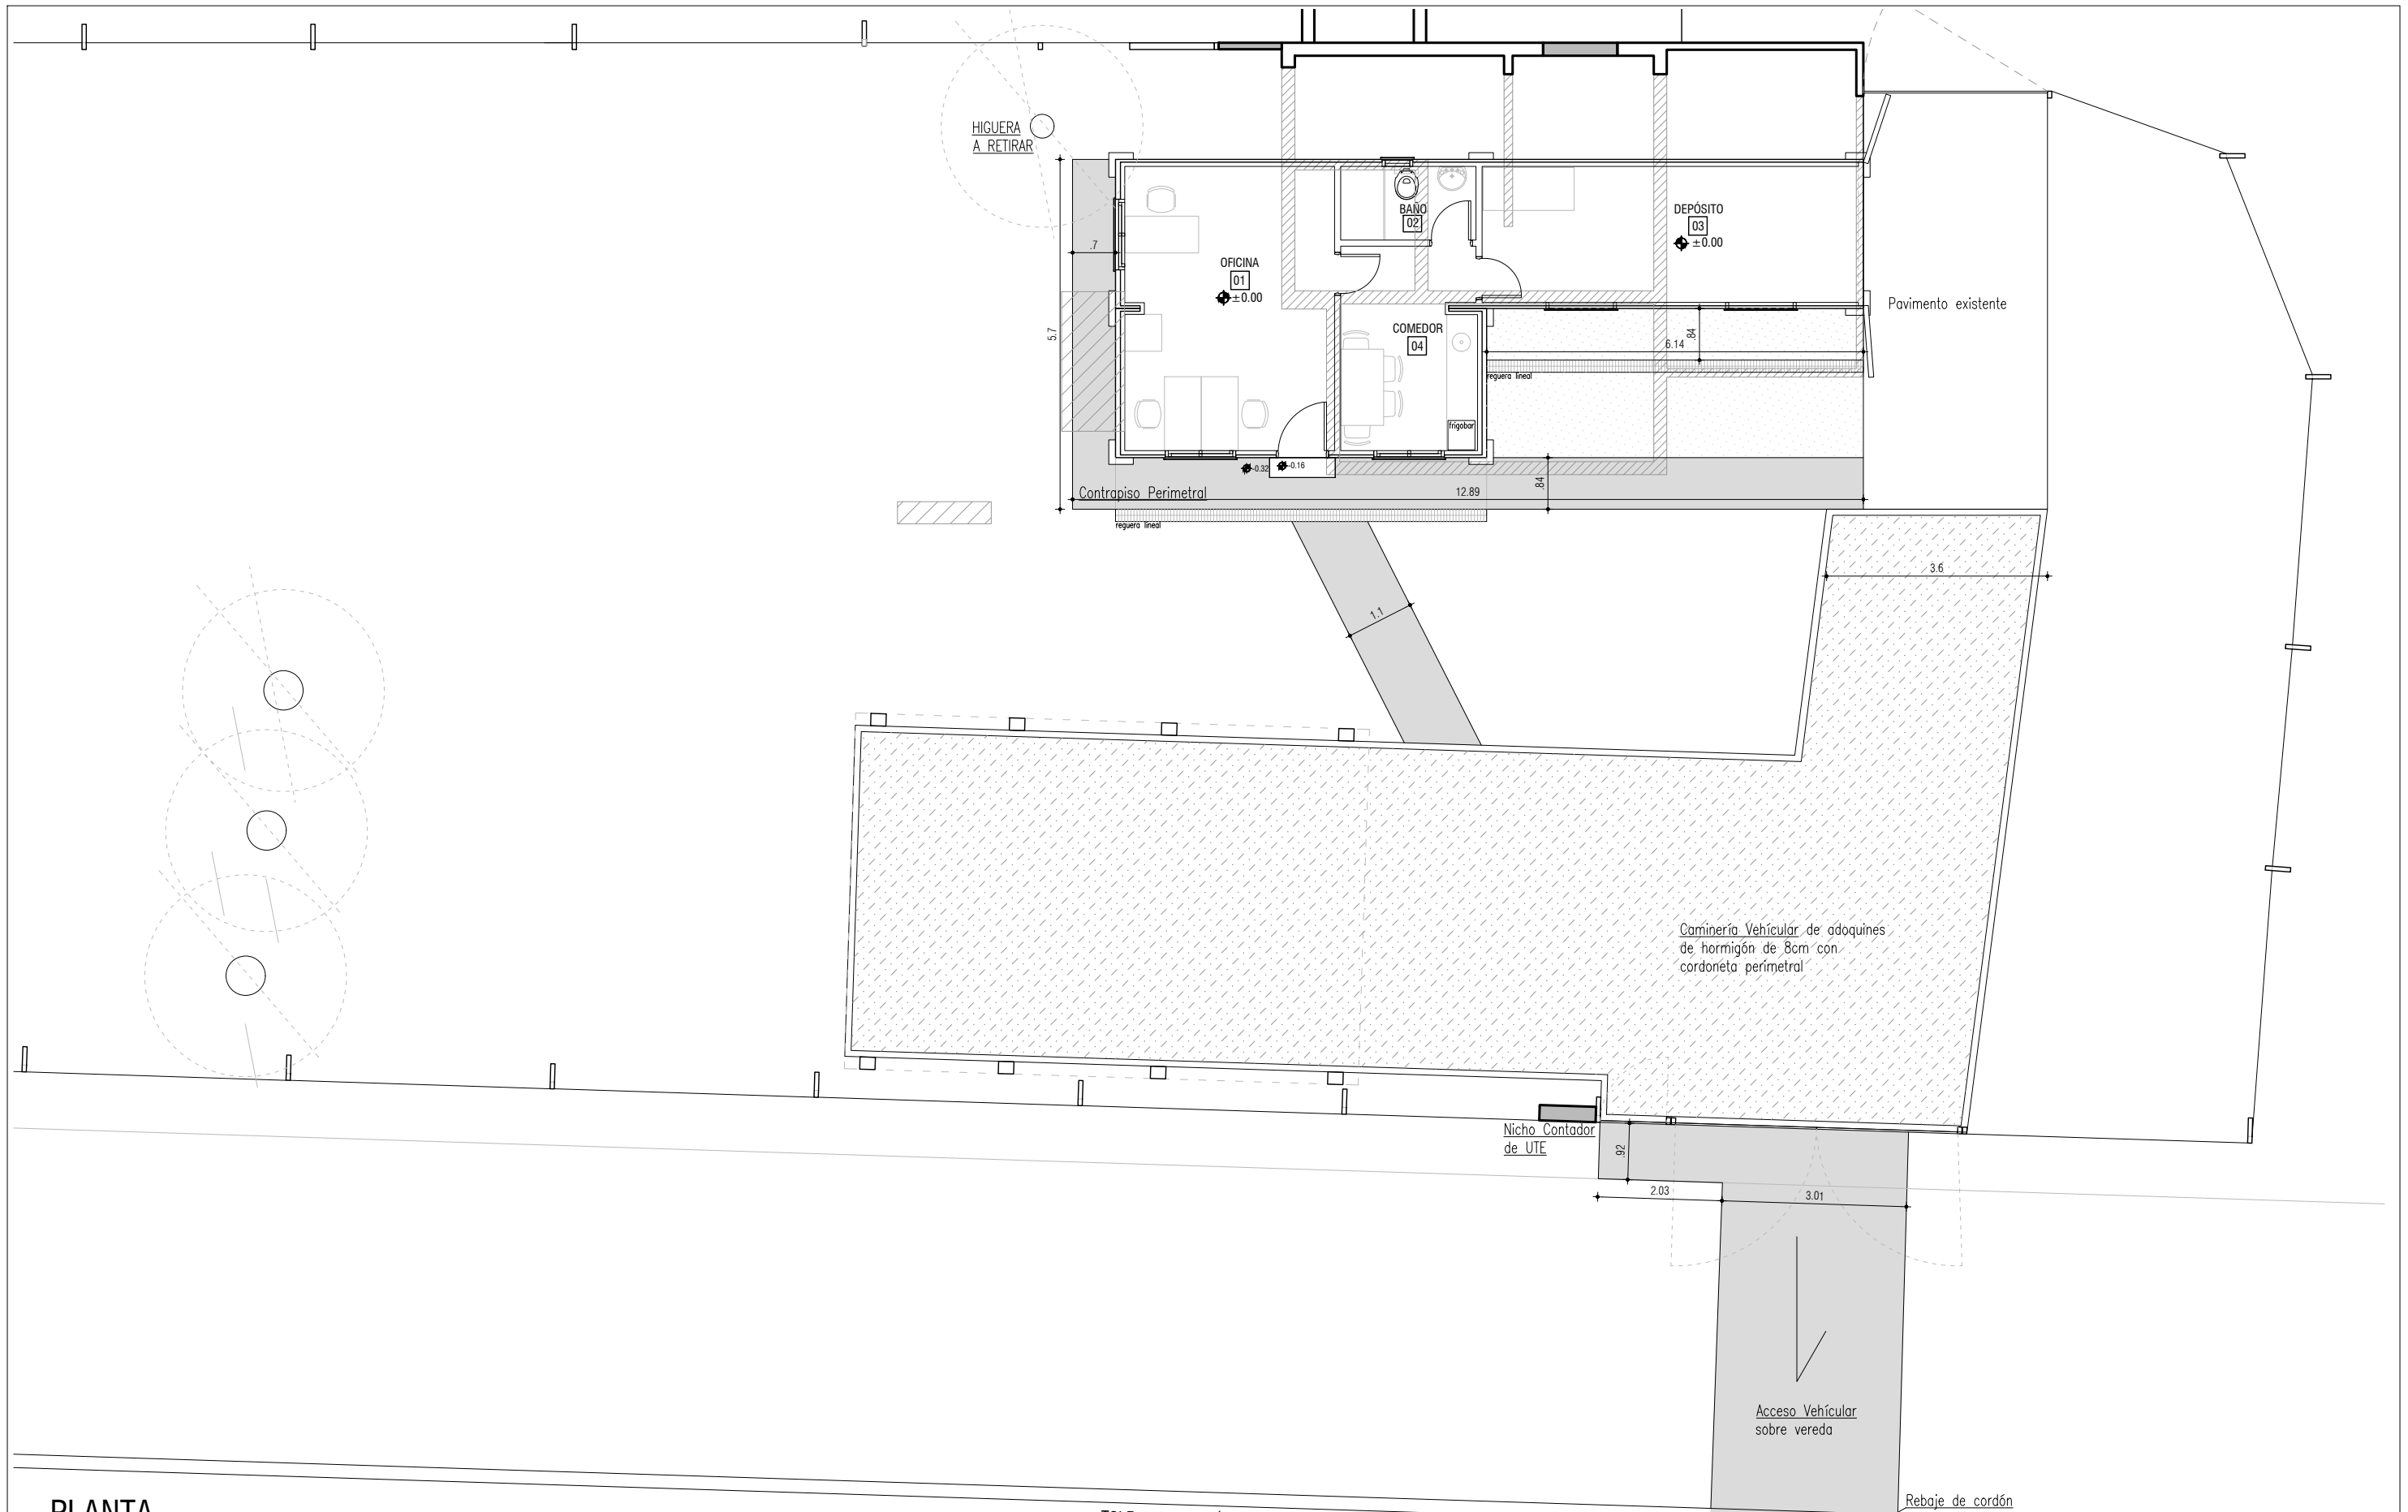 HIGUERA
A RETIRAR
BAÑO
02
DEPÓSITO
03
±0.00
.7
OFICINA
01
±0.00
Pavimento existente
5.7
COMEDOR
04
.84
6.14
reguera lineal
frigobar
-0.32
-0.16
Contrapiso Perimetral
12.89
.84
reguera lineal
3.6
1.1
Caminería Vehícular de adoquines
de hormigón de 8cm con
cordoneta perimetral
Nicho Contador
de UTE
.92
2.03
3.01
Acceso Vehícular
sobre vereda
Rebaje de cordón
PLANTA